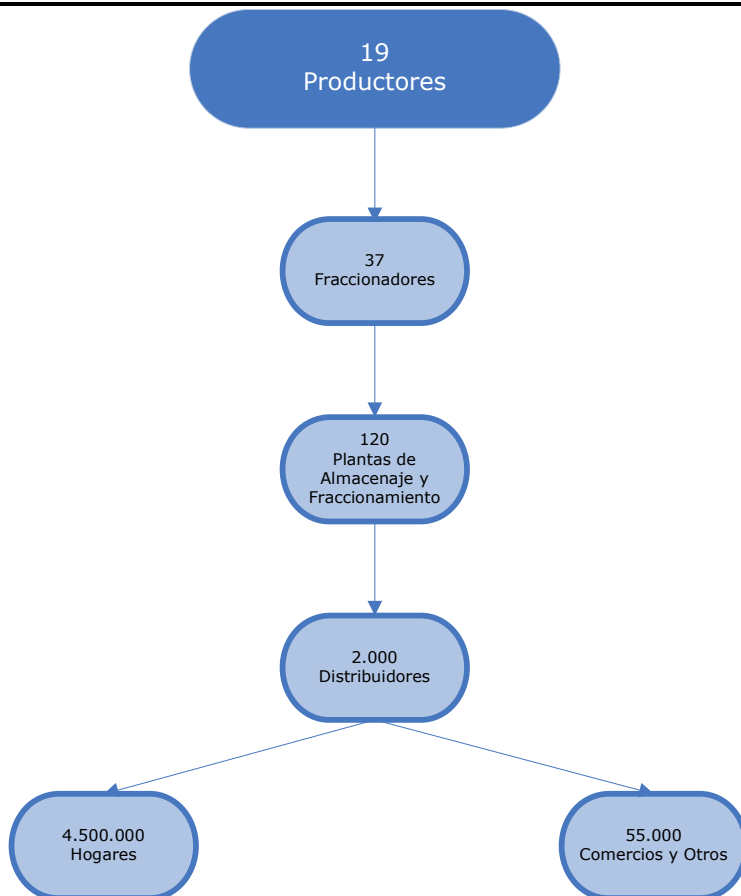 19
Productores
37
Fraccionadores
120
Plantas de
Almacenaje y
Fraccionamiento
2.000
Distribuidores
4.500.000
Hogares
55.000
Comercios y Otros